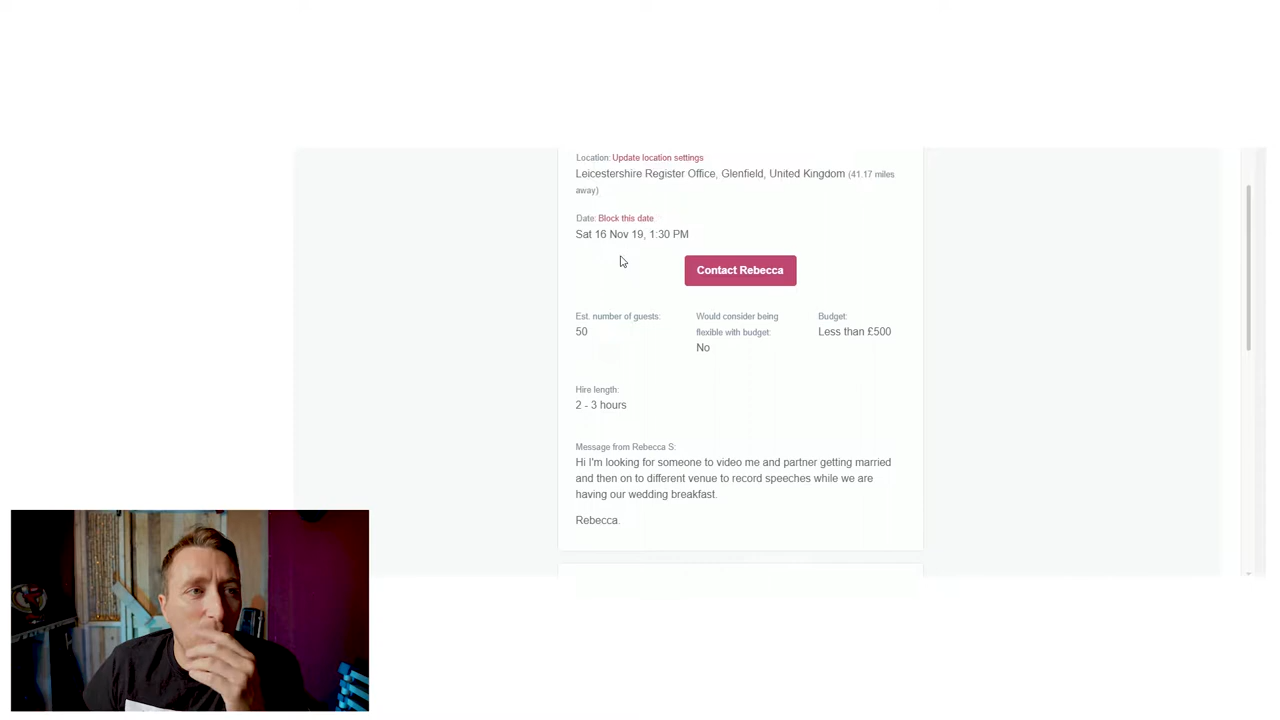 Location: Update location settings
Leicestershire Register Office, Glenfield, United Kingdom (41.17 miles
away)
Date: Block this date
Sat 16 Nov 19, 1:30 PM
Contact Rebecca
Est. number of guests:
50
Would consider being
flexible with budget:
No
Budget:
Less than £500
Hire length:
2 - 3 hours
Message from Rebecca S:
Hi I'm looking for someone to video me and partner getting married
and then on to different venue to record speeches while we are
having our wedding breakfast.
Rebecca.